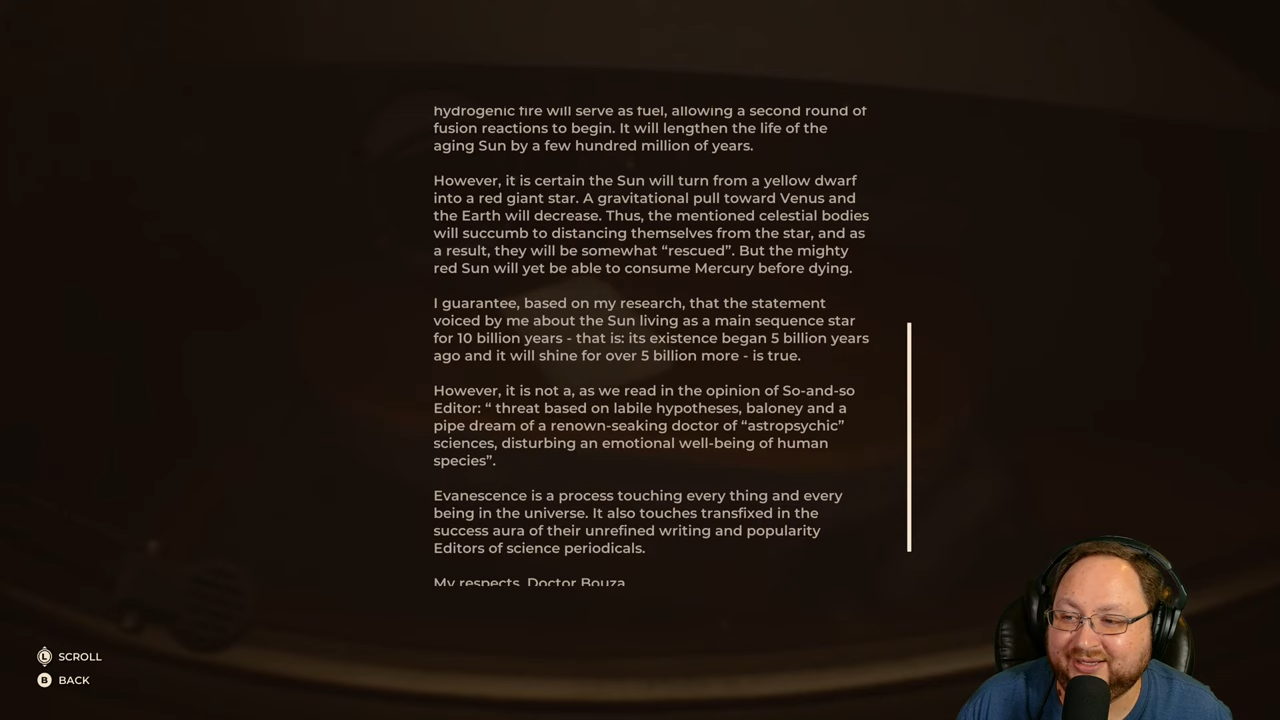 hydrogenic fire will serve as fuel, allowing a second round of
fusion reactions to begin. It will lengthen the life of the
aging Sun by a few hundred million of years.
However, it is certain the Sun will turn from a yellow dwarf
into a red giant star. A gravitational pull toward Venus and
the Earth will decrease. Thus, the mentioned celestial bodies
will succumb to distancing themselves from the star, and as
a result, they will be somewhat “rescued”. But the mighty
red Sun will yet be able to consume Mercury before dying.
I guarantee, based on my research, that the statement
voiced by me about the Sun living as a main sequence star
for 10 billion years - that is: its existence began 5 billion years
ago and it will shine for over 5 billion more - is true.
However, it is not a, as we read in the opinion of So-and-so
Editor: “ threat based on labile hypotheses, baloney and a
pipe dream of a renown-seaking doctor of “astropsychic”
sciences, disturbing an emotional well-being of human
species”.
Evanescence is a process touching every thing and every
being in the universe. It also touches transfixed in the
success aura of their unrefined writing and popularity
Editors of science periodicals.
My respects, Doctor Bouza
L SCROLL
B BACK